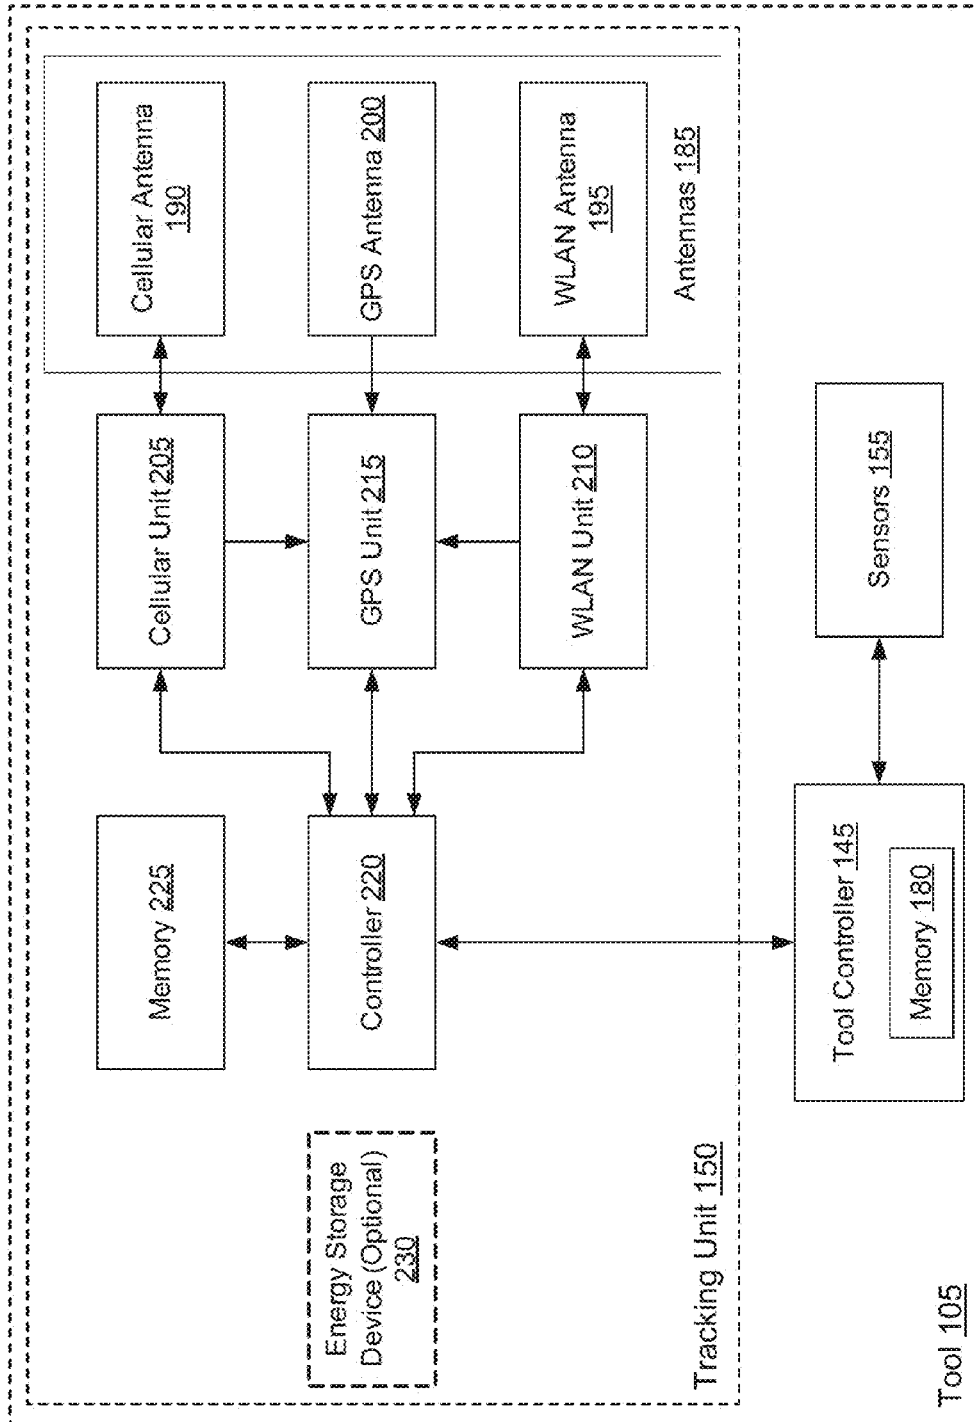 Energy Storage
Device (Optional)
230
Memory 225
Controller 220
Cellular Unit 205
GPS Unit 215
WLAN Unit 210
Cellular Antenna
190
GPS Antenna 200
WLAN Antenna
195
Antennas 185
Tracking Unit 150
Tool Controller 145
Memory 180
Sensors 155
Tool 105